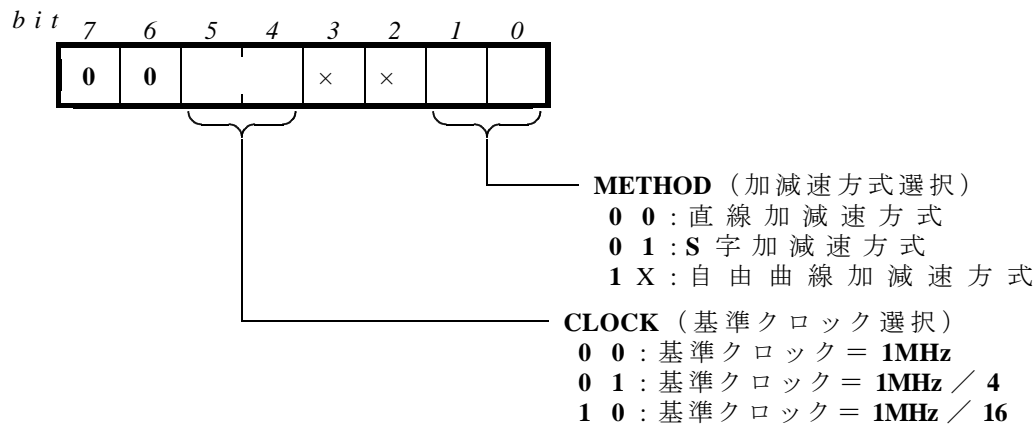 bit 7 6 5 4 3 2 1 0
0 0 × ×
METHOD（加減速方式選択）
0 0：直線加減速方式
0 1：S字加減速方式
1 X：自由曲線加減速方式
CLOCK（基準クロック選択）
0 0：基準クロック＝ 1MHz
0 1：基準クロック＝ 1MHz ／ 4
1 0：基準クロック＝ 1MHz ／ 16